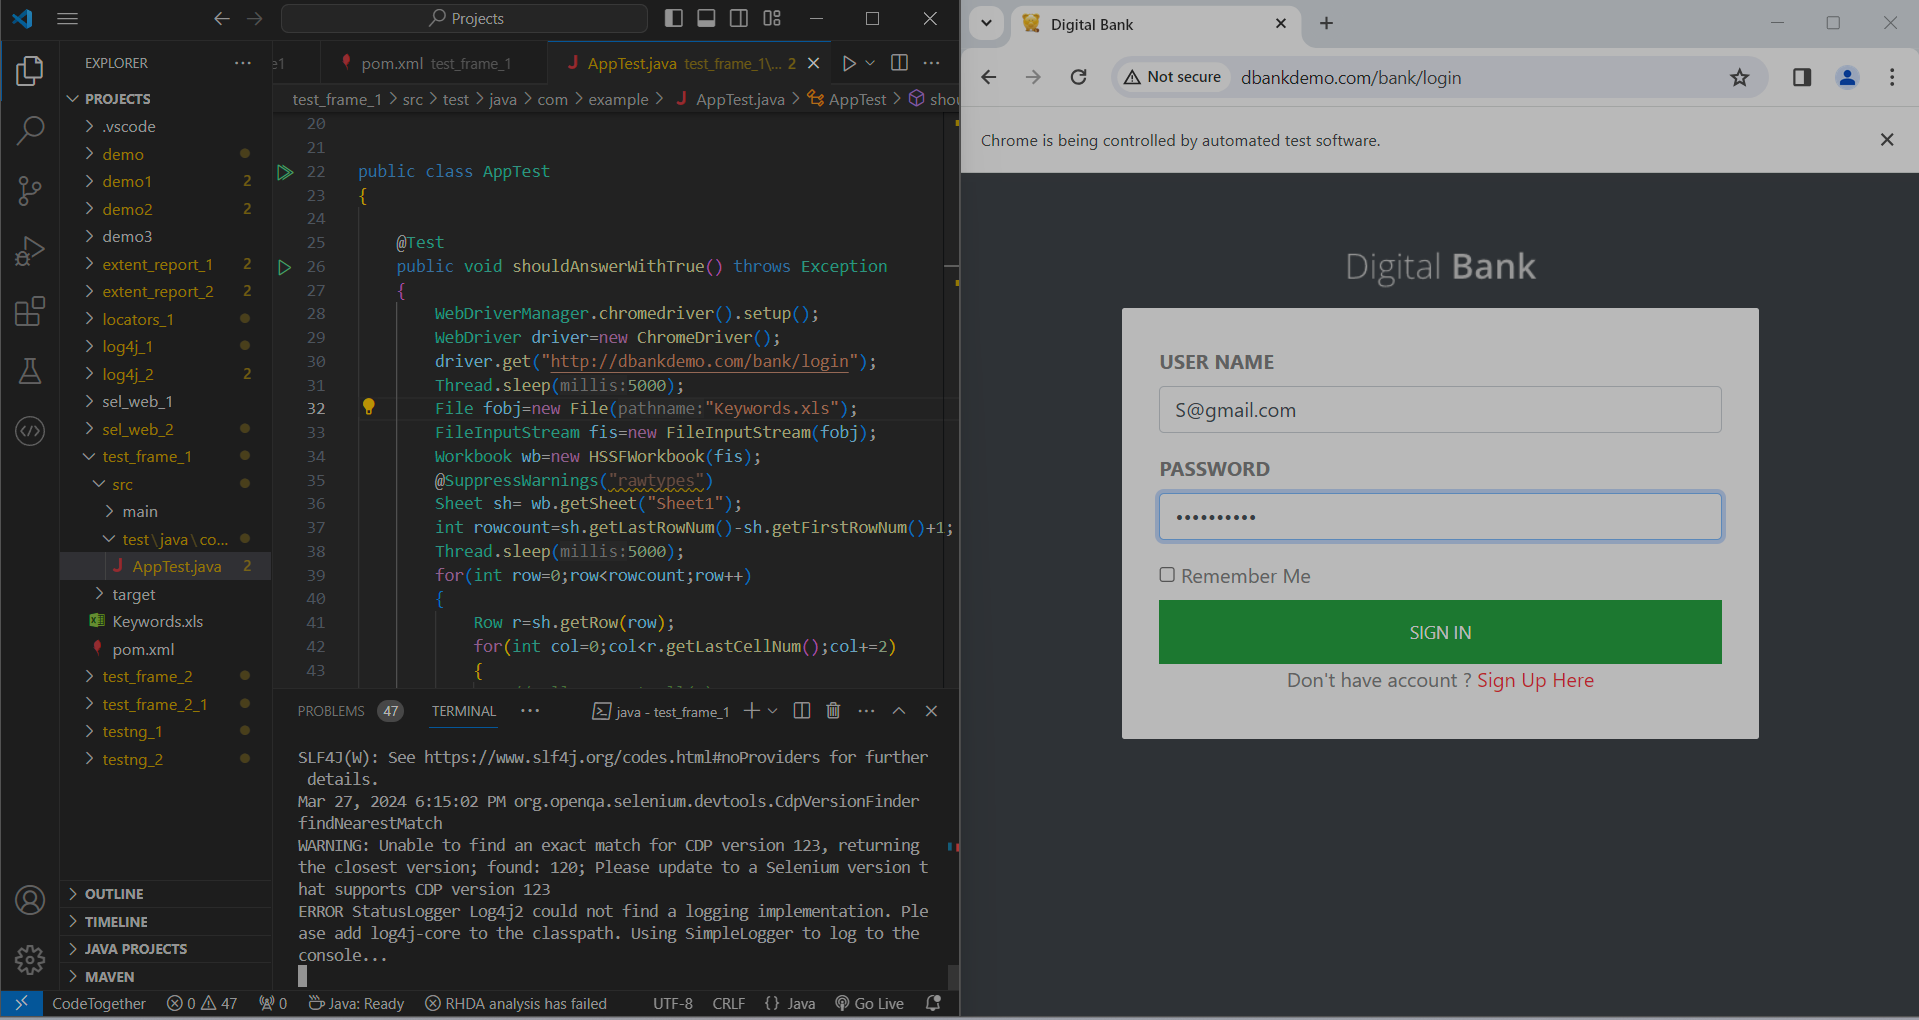 Projects
EXPLORER
PROJECTS
.vscode
demo
demo1 2
demo2 2
demo3
extent_report_1 2
extent_report_2 2
locators_1
log4j_1
log4j_2 2
sel_web_1
sel_web_2
test_frame_1
src
main
test\java\co...
AppTest.java 2
target
Keywords.xls
pom.xml
test_frame_2
test_frame_2_1
testng_1
testng_2
OUTLINE
TIMELINE
JAVA PROJECTS
MAVEN
e1 pom.xml test_frame_1 AppTest.java test_frame_1\... 2
test_frame_1 > src > test > java > com > example > AppTest.java > AppTest > shou
20
21
22 public class AppTest
23 {
24
25 @Test
26 public void shouldAnswerWithTrue() throws Exception
27 {
28 WebDriverManager.chromedriver().setup();
29 WebDriver driver=new ChromeDriver();
30 driver.get("http://dbankdemo.com/bank/login");
31 Thread.sleep(millis:5000);
32 File fobj=new File(pathname:"Keywords.xls");
33 FileInputStream fis=new FileInputStream(fobj);
34 Workbook wb=new HSSFWorkbook(fis);
35 @SuppressWarnings("rawtypes")
36 Sheet sh= wb.getSheet("Sheet1");
37 int rowcount=sh.getLastRowNum()-sh.getFirstRowNum()+1;
38 Thread.sleep(millis:5000);
39 for(int row=0;row<rowcount;row++)
40 {
41 Row r=sh.getRow(row);
42 for(int col=0;col<r.getLastCellNum();col+=2)
43 {
PROBLEMS 47 TERMINAL java - test_frame_1
SLF4J(W): See https://www.slf4j.org/codes.html#noProviders for further
details.
Mar 27, 2024 6:15:02 PM org.openqa.selenium.devtools.CdpVersionFinder
findNearestMatch
WARNING: Unable to find an exact match for CDP version 123, returning
the closest version; found: 120; Please update to a Selenium version t
hat supports CDP version 123
ERROR StatusLogger Log4j2 could not find a logging implementation. Ple
ase add log4j-core to the classpath. Using SimpleLogger to log to the
console...
CodeTogether 0 47 0 Java: Ready RHDA analysis has failed UTF-8 CRLF {} Java Go Live
Digital Bank
Not secure dbankdemo.com/bank/login
Chrome is being controlled by automated test software.
Digital Bank
USER NAME
S@gmail.com
PASSWORD
••••••••••
Remember Me
SIGN IN
Don't have account ? Sign Up Here